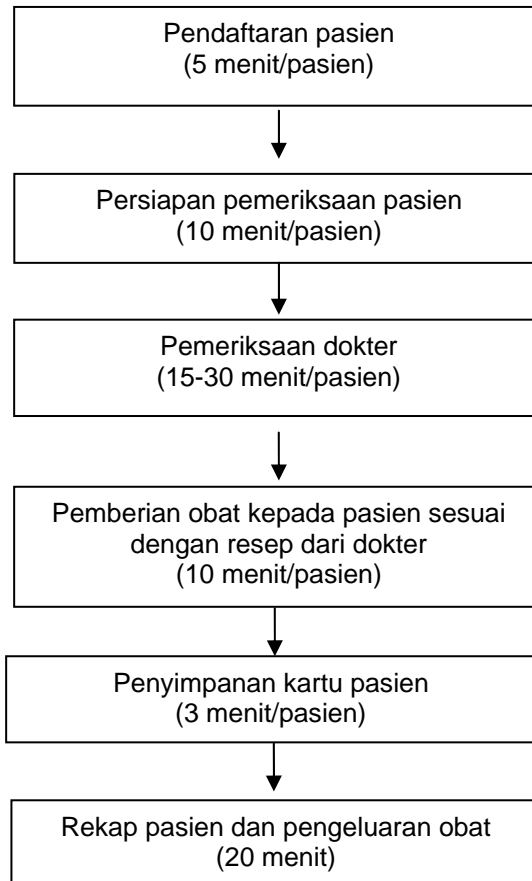 Pendaftaran pasien
(5 menit/pasien)
Persiapan pemeriksaan pasien
(10 menit/pasien)
Pemeriksaan dokter
(15-30 menit/pasien)
Pemberian obat kepada pasien sesuai
dengan resep dari dokter
(10 menit/pasien)
Penyimpanan kartu pasien
(3 menit/pasien)
Rekap pasien dan pengeluaran obat
(20 menit)